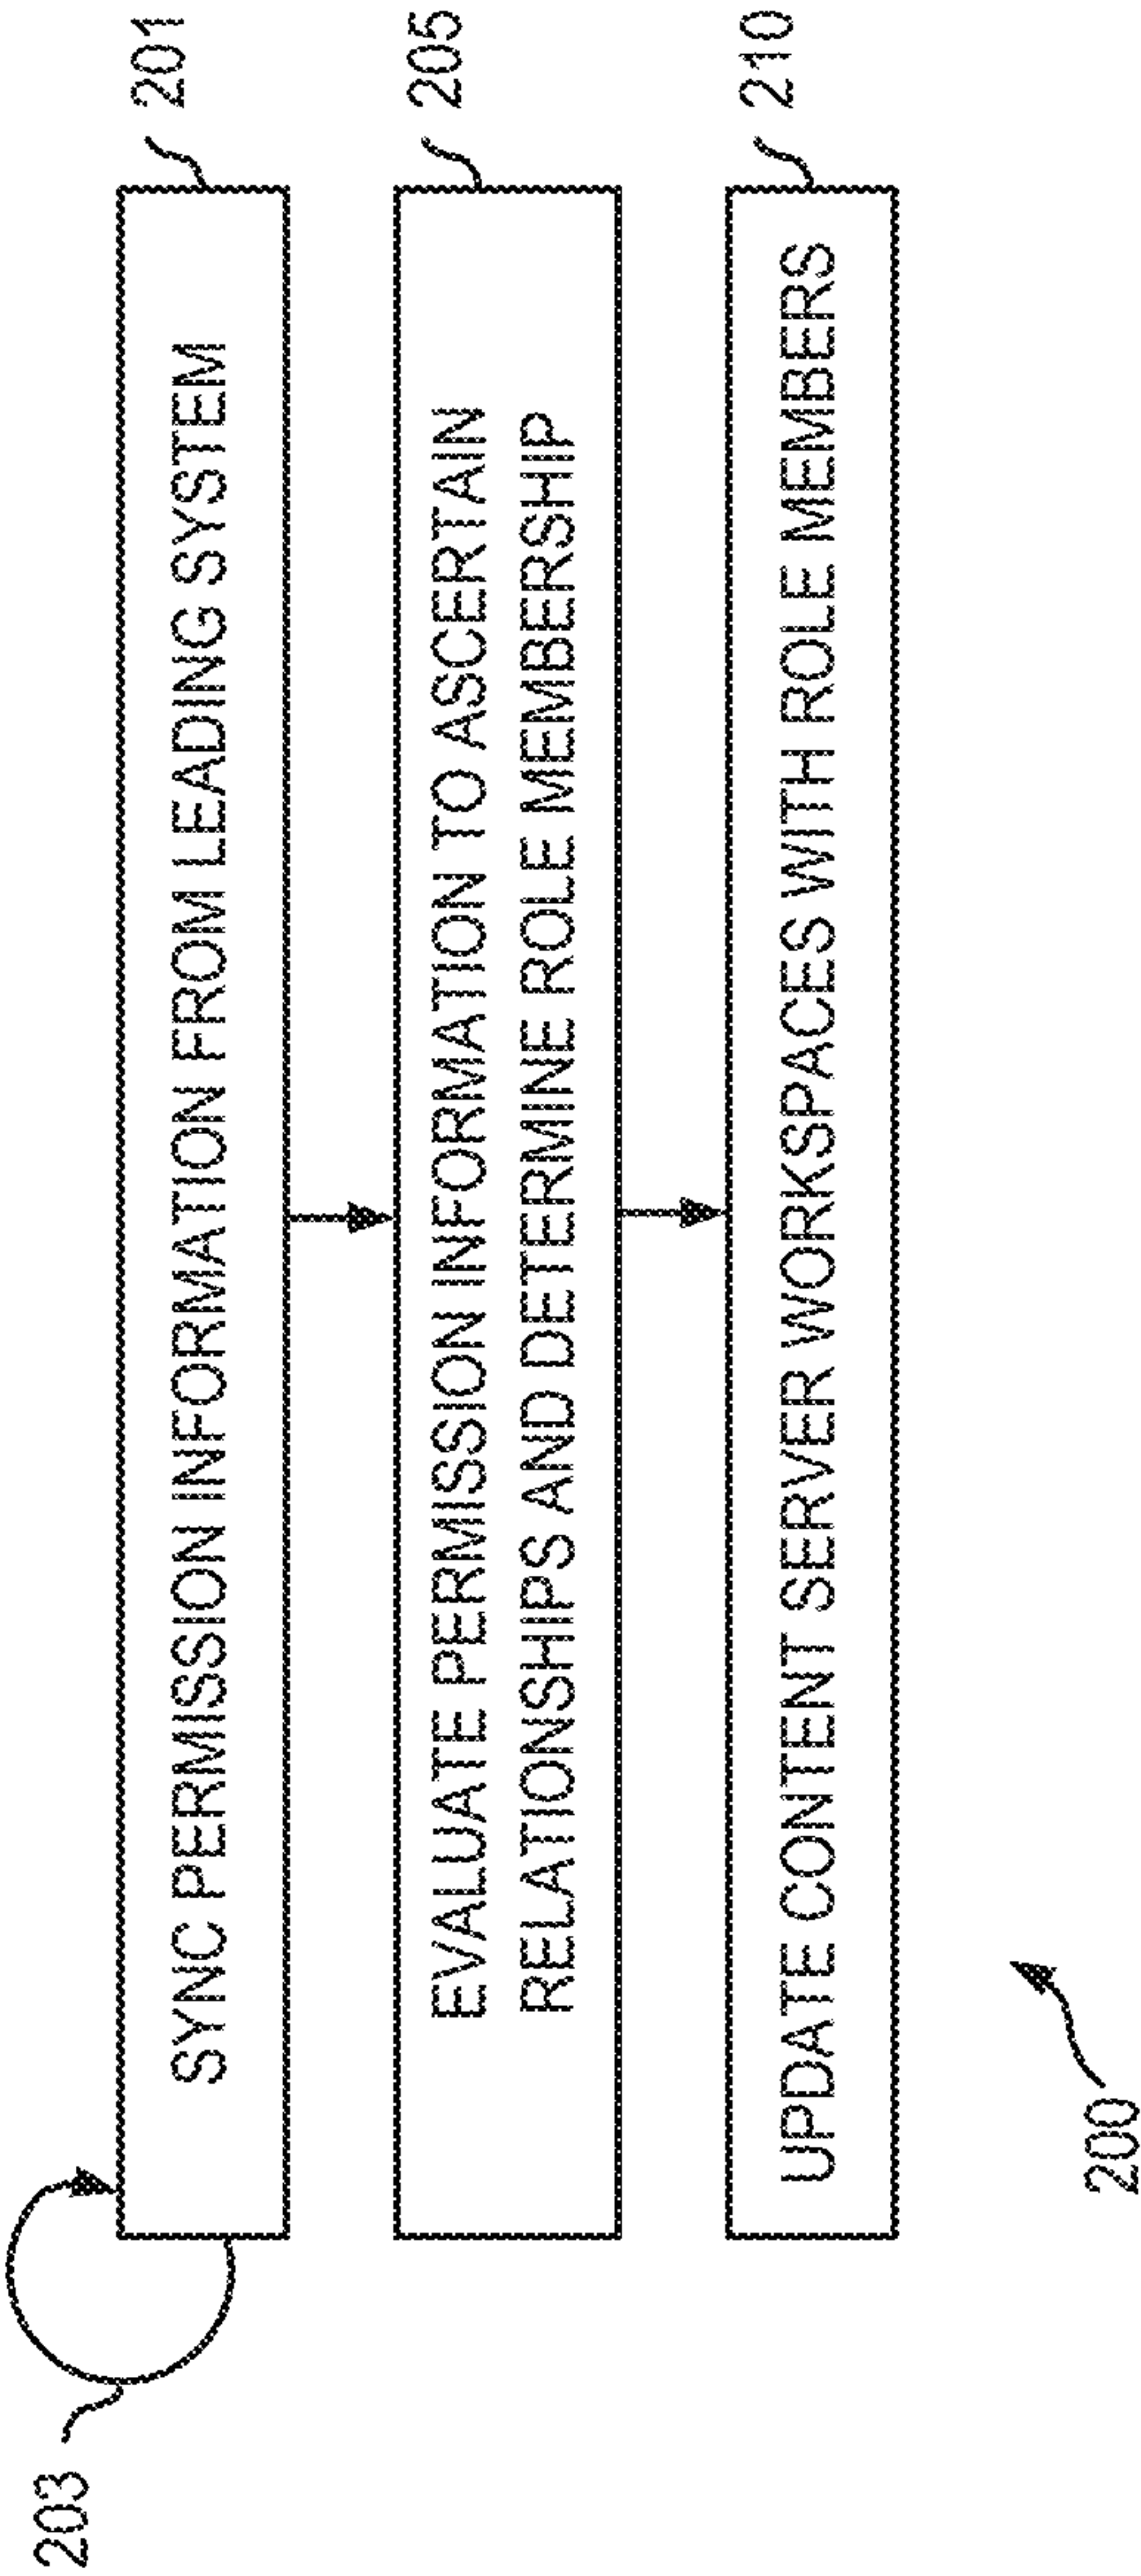 203
SYNC PERMISSION INFORMATION FROM LEADING SYSTEM
201
EVALUATE PERMISSION INFORMATION TO ASCERTAIN
RELATIONSHIPS AND DETERMINE ROLE MEMBERSHIP
205
UPDATE CONTENT SERVER WORKSPACES WITH ROLE MEMBERS
210
200